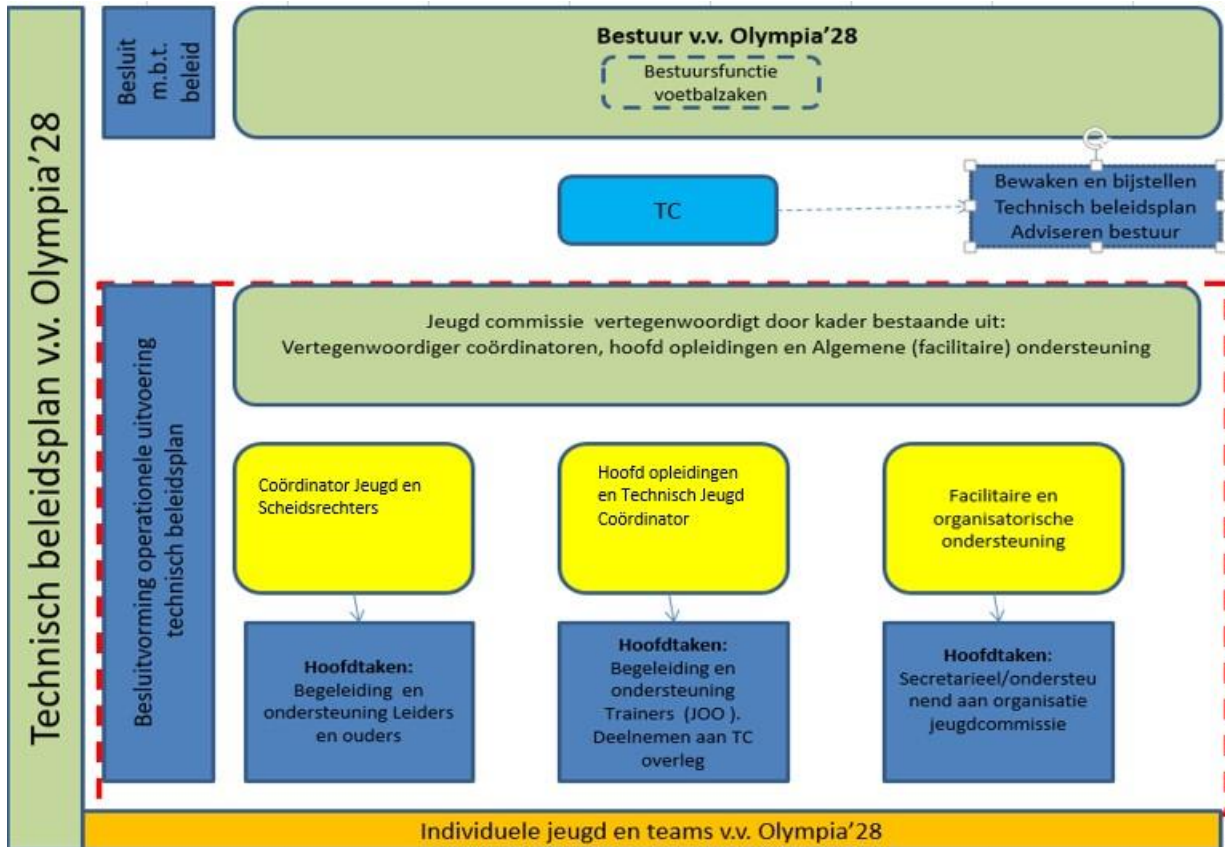 Technisch beleidsplan v.v. Olympia'28
Besluit
m.b.t.
beleid
Bestuur v.v. Olympia'28
Bestuursfunctie
voetbalzaken
TC
Bewaken en bijstellen
Technisch beleidsplan
Adviseren bestuur
Besluitvorming operationele uitvoering
technisch beleidsplan
Jeugd commissie vertegenwoordigt door kader bestaande uit:
Vertegenwoordiger coördinatoren, hoofd opleidingen en Algemene (facilitaire) ondersteuning
Coördinator Jeugd en
Scheidsrechters
Hoofd opleidingen
en Technisch Jeugd
Coördinator
Facilitaire en
organisatorische
ondersteuning
Hoofdtaken:
Begeleiding en
ondersteuning Leiders
en ouders
Hoofdtaken:
Begeleiding en
ondersteuning
Trainers (JOO ).
Deelnemen aan TC
overleg
Hoofdtaken:
Secretarieel/ondersteu
nend aan organisatie
jeugdcommissie
Individuele jeugd en teams v.v. Olympia'28